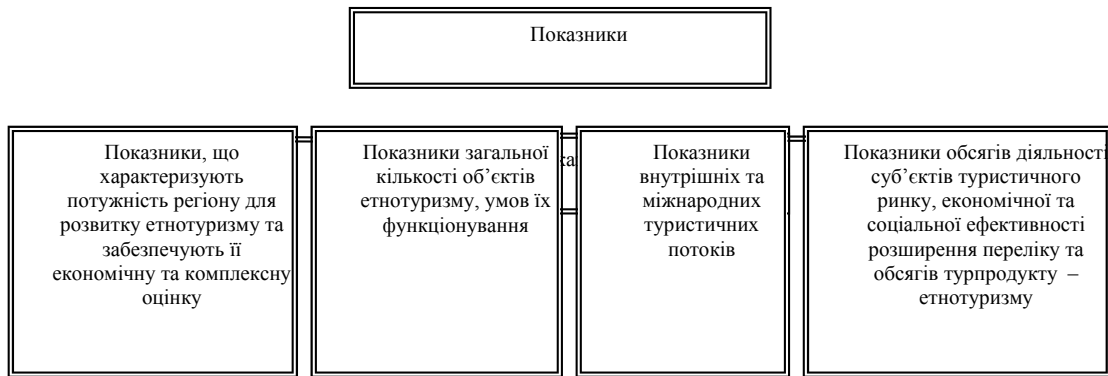 Показники
Показники, що
характеризують
потужність регіону для
розвитку етнотуризму та
забезпечують її
економічну та комплексну
оцінку
Показники загальної
кількості об’єктів
етнотуризму, умов їх
функціонування
Показники
внутрішніх та
міжнародних
туристичних
потоків
Показники обсягів діяльності
суб’єктів туристичного
ринку, економічної та
соціальної ефективності
розширення переліку та
обсягів турпродукту –
етнотуризму